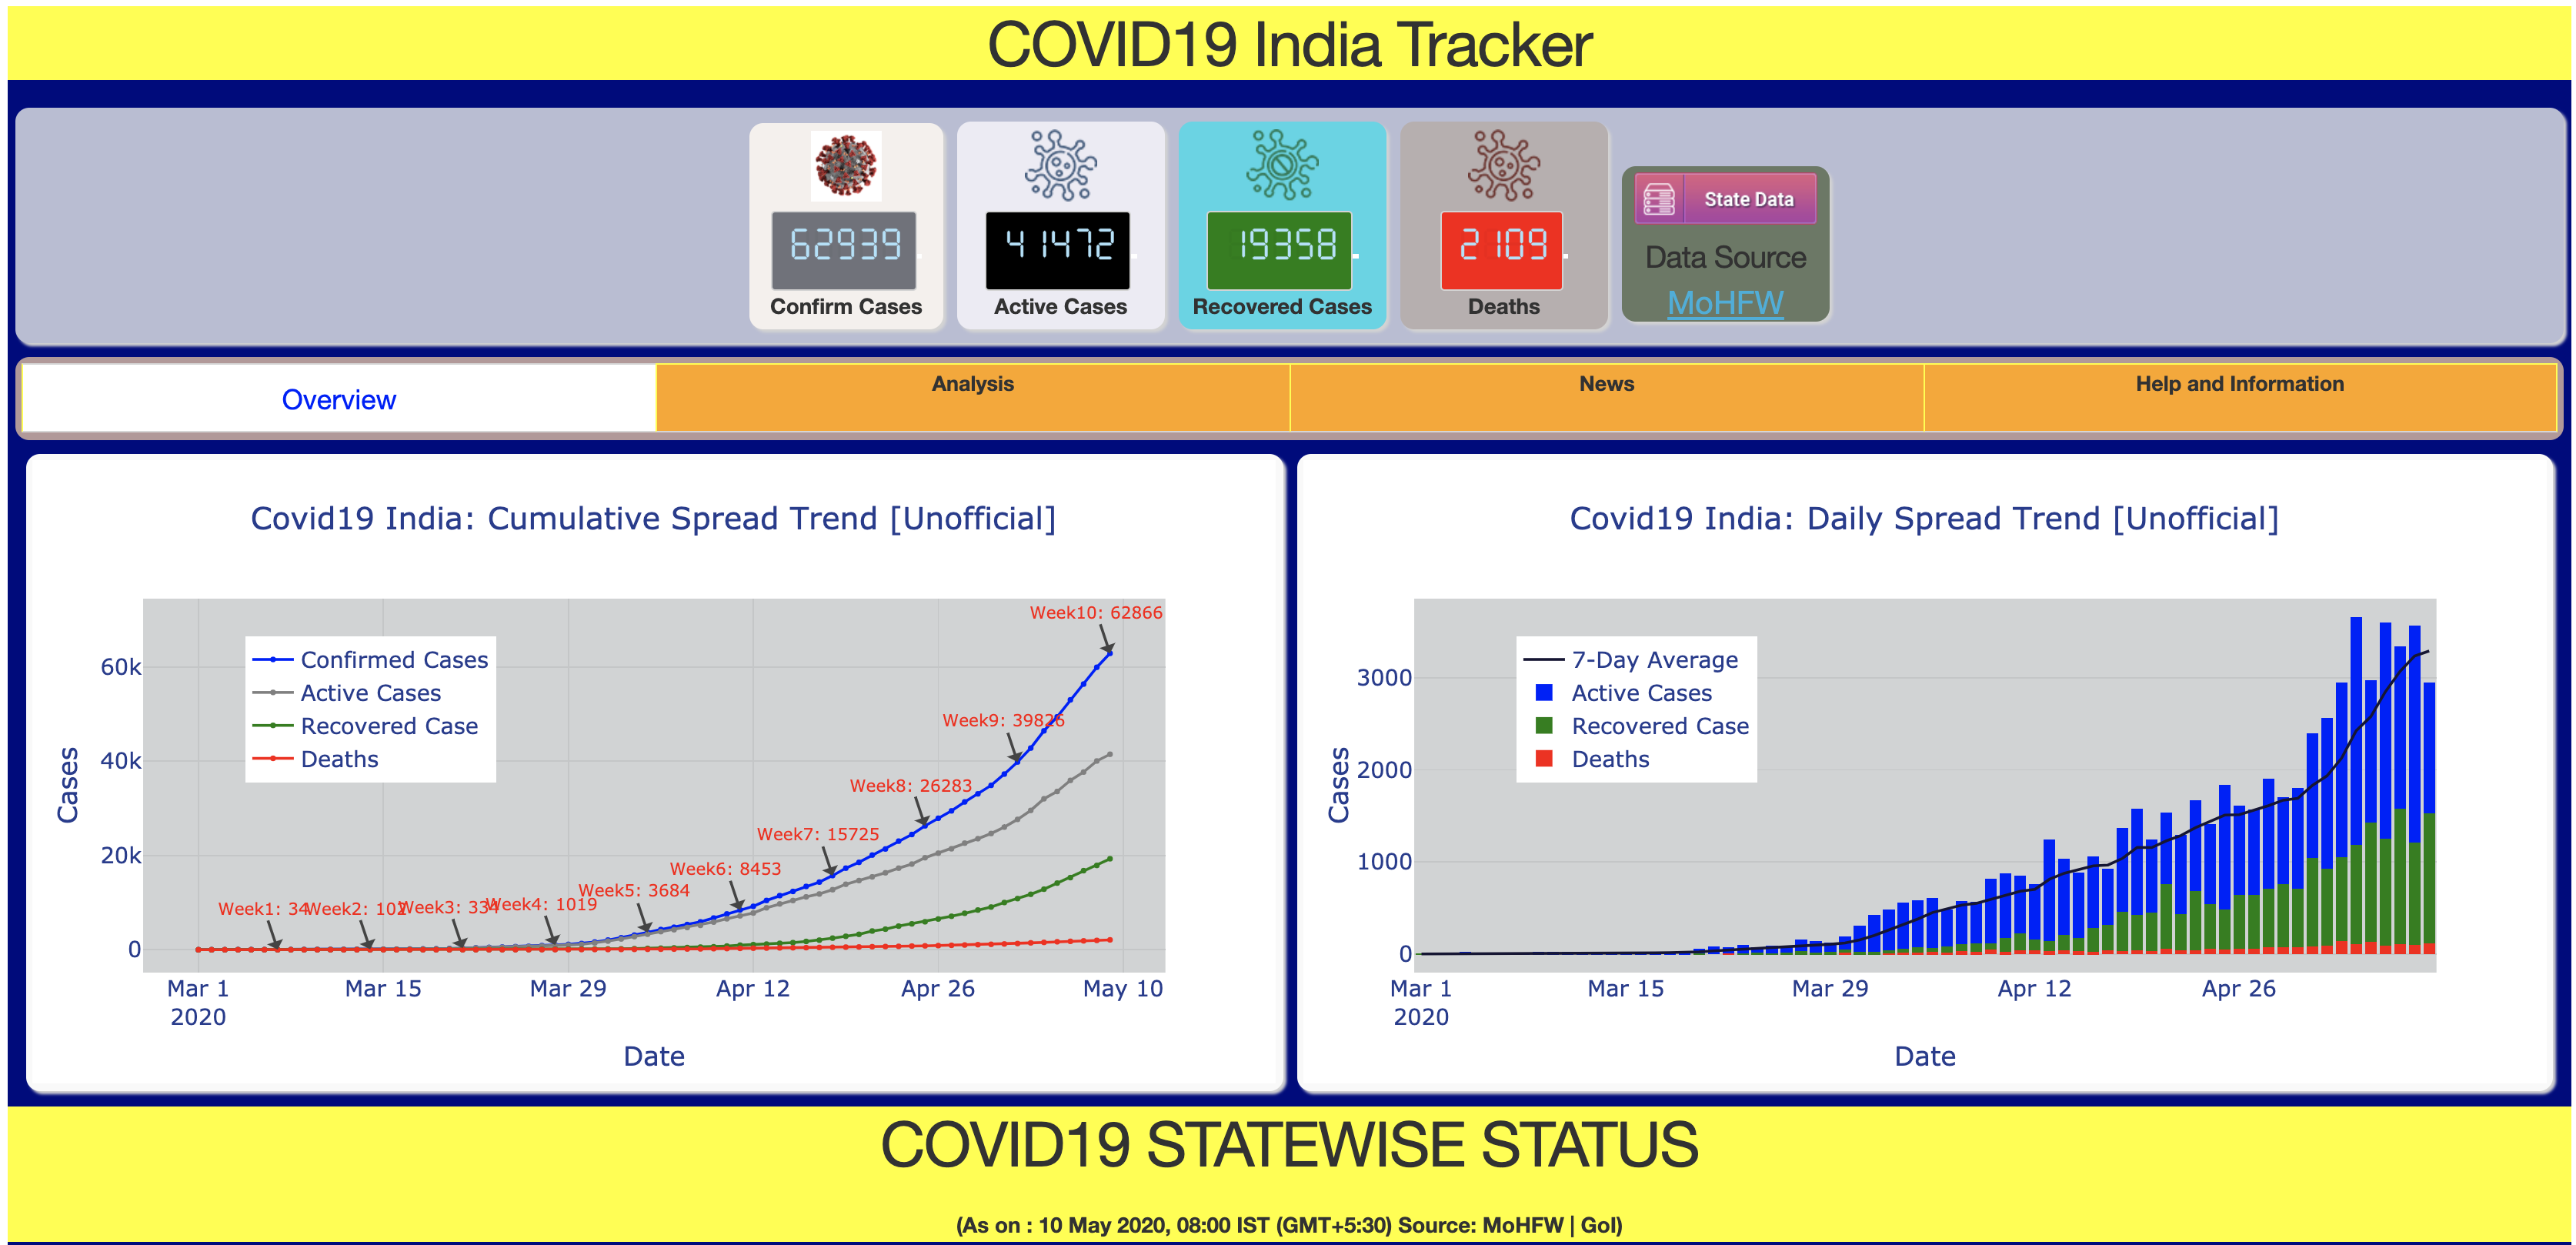 COVID19 India Tracker
62939
Confirm Cases
41472
Active Cases
19358
Recovered Cases
2109
Deaths
State Data
Data Source
MoHFW
Overview
Analysis
News
Help and Information
Covid19 India: Cumulative Spread Trend [Unofficial]
Confirmed Cases
Active Cases
Recovered Case
Deaths
Week10: 62866
Week9: 39826
Week8: 26283
Week7: 15725
Week6: 8453
Week5: 3684
Week1: 34
Week2: 102
Week3: 334
Week4: 1019
Cases
60k
40k
20k
0
Mar 1
2020
Mar 15
Mar 29
Apr 12
Apr 26
May 10
Date
Covid19 India: Daily Spread Trend [Unofficial]
7-Day Average
Active Cases
Recovered Case
Deaths
Cases
3000
2000
1000
0
Mar 1
2020
Mar 15
Mar 29
Apr 12
Apr 26
Date
COVID19 STATEWISE STATUS
(As on : 10 May 2020, 08:00 IST (GMT+5:30) Source: MoHFW | GoI)